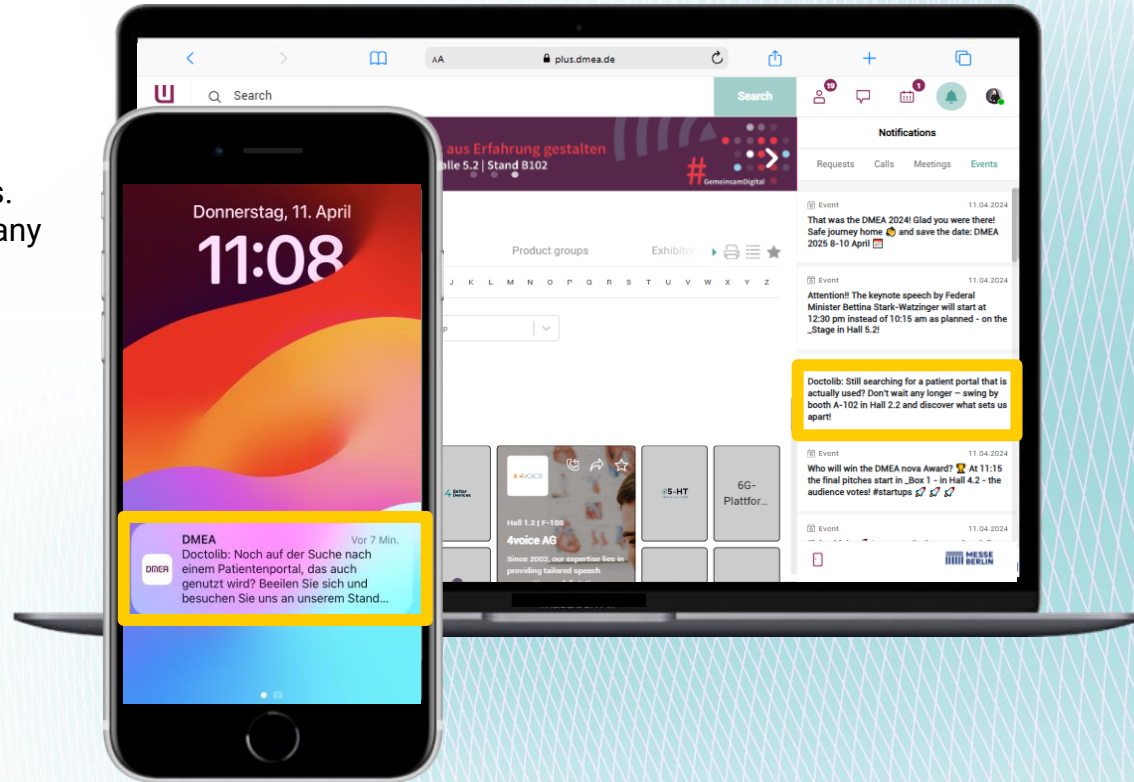 s.
any
AA
plus.dmea.de
Search
Search
19
1
aus Erfahrung gestalten
alle 5.2 | Stand B102
#
GemeinsamDigital
Notifications
Requests Calls Meetings Events
Product groups
Exhibitor
J K L M N O P Q R S T U V W X Y Z
p
Event 11.04.2024
That was the DMEA 2024! Glad you were there!
Safe journey home and save the date: DMEA
2025 8-10 April
Event 11.04.2024
Attention!! The keynote speech by Federal
Minister Bettina Stark-Watzinger will start at
12:30 pm instead of 10:15 am as planned - on the
_Stage in Hall 5.2!
Doctolib: Still searching for a patient portal that is
actually used? Don't wait any longer – swing by
booth A-102 in Hall 2.2 and discover what sets us
apart!
Event 11.04.2024
Who will win the DMEA nova Award? 🏆 At 11:15
the final pitches start in _Box 1 - in Hall 4.2 - the
audience votes! #startups 🚀 🚀 🚀
Event 11.04.2024
MESSE
BERLIN
Better
Devices
4VOICE
Hall 1.2 | F-106
4voice AG
Since 2002, our expertise lies in
providing tailored speech
@5-HT
6G-
Plattfor...
Donnerstag, 11. April
11:08
DMEA
DMEA Vor 7 Min.
Doctolib: Noch auf der Suche nach
einem Patientenportal, das auch
genutzt wird? Beeilen Sie sich und
besuchen Sie uns an unserem Stand...